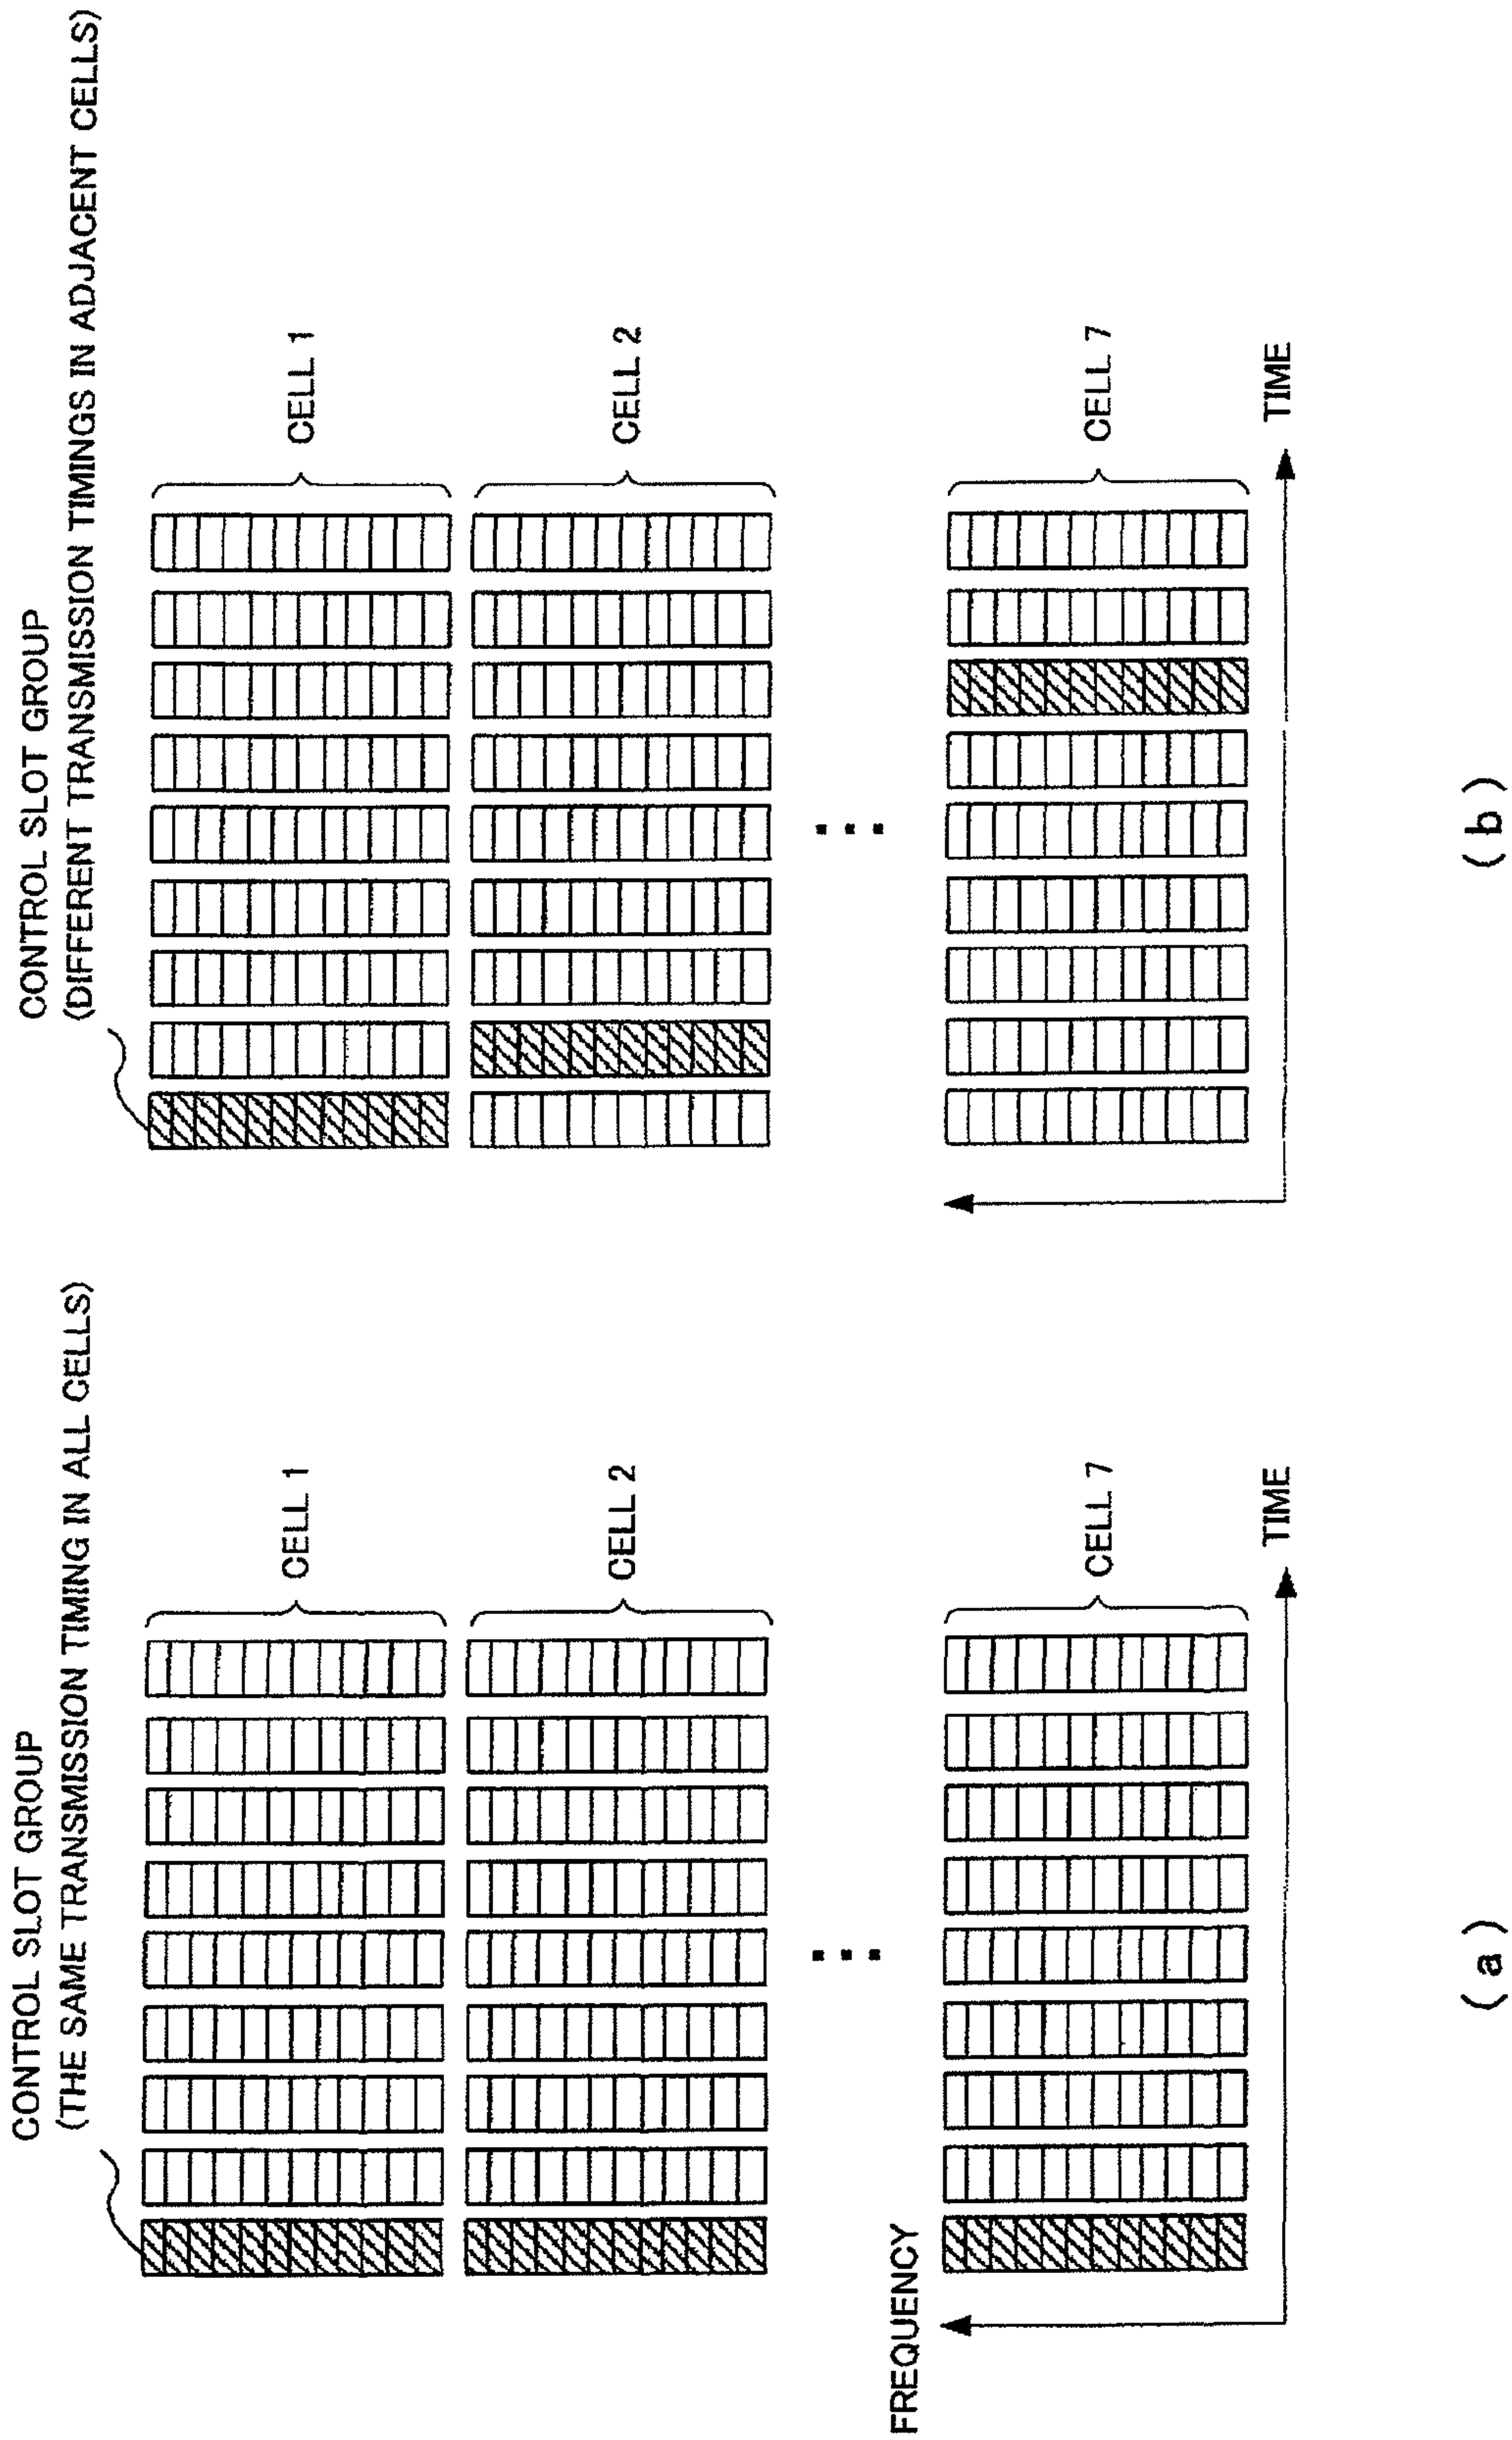 CONTROL SLOT GROUP
(THE SAME TRANSMISSION TIMING IN ALL CELLS)
CELL 1
CELL 2
CELL 7
FREQUENCY
TIME
(a)
CONTROL SLOT GROUP
(DIFFERENT TRANSMISSION TIMINGS IN ADJACENT CELLS)
CELL 1
CELL 2
CELL 7
TIME
(b)